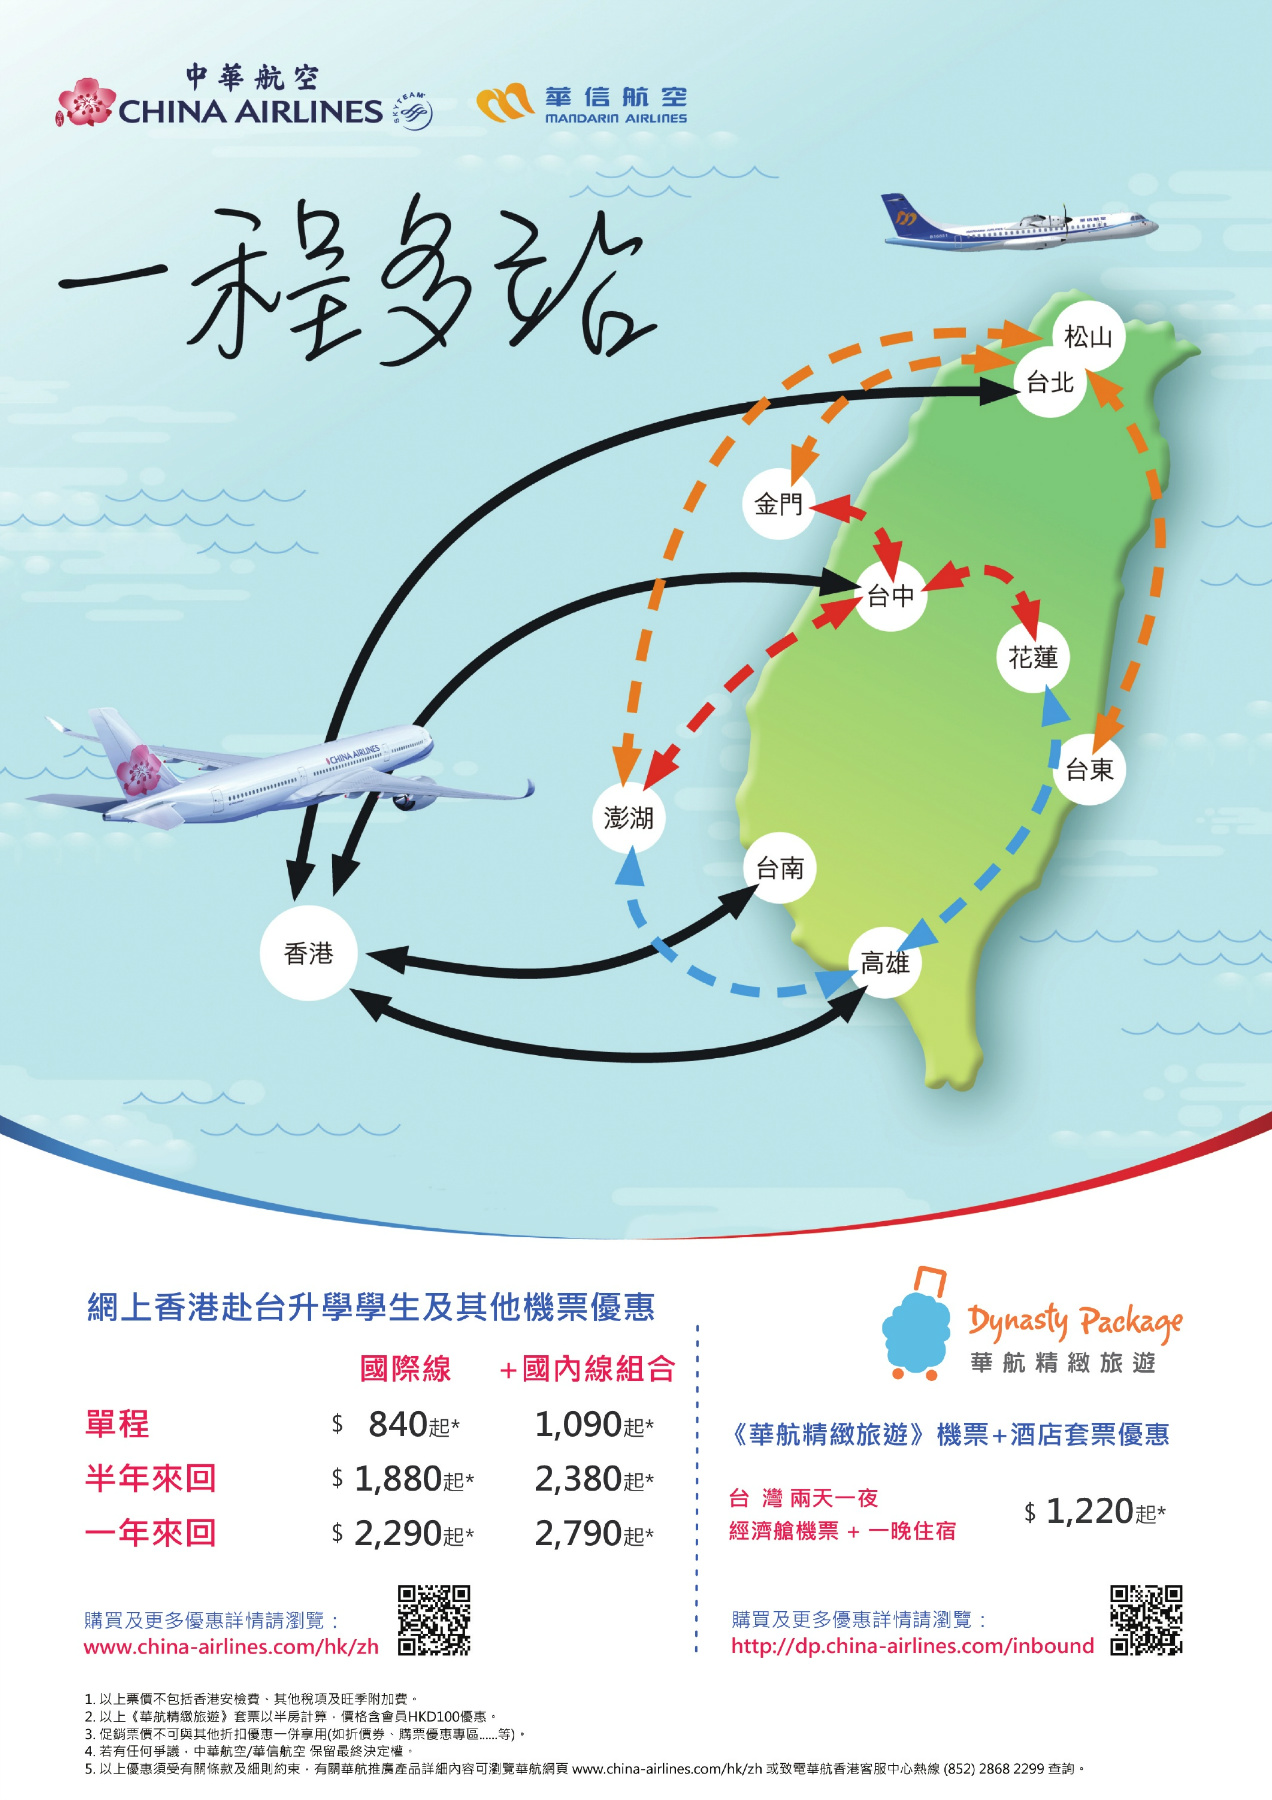 中華航空
CHINA AIRLINES
SKYTEAM
華信航空
MANDARIN AIRLINES
一程多站
華信航空
松山
台北
金門
台中
花蓮
CHINA AIRLINES
台東
澎湖
台南
香港
高雄
網上香港赴台升學學生及其他機票優惠
國際線 +國內線組合
單程 $ 840起* 1,090起*
半年來回 $ 1,880起* 2,380起*
一年來回 $ 2,290起* 2,790起*
購買及更多優惠詳情請瀏覽：
www.china-airlines.com/hk/zh
Dynasty Package
華航精緻旅遊
《華航精緻旅遊》機票+酒店套票優惠
台 灣 兩天一夜
經濟艙機票 + 一晚住宿
$ 1,220起*
購買及更多優惠詳情請瀏覽：
http://dp.china-airlines.com/inbound
1. 以上票價不包括香港安檢費、其他稅項及旺季附加費。
2. 以上《華航精緻旅遊》套票以半房計算，價格含會員HKD100優惠。
3. 促銷票價不可與其他折扣優惠一併享用(如折價券、購票優惠專區......等)。
4. 若有任何爭議，中華航空/華信航空 保留最終決定權。
5. 以上優惠須受有關條款及細則約束，有關華航推廣產品詳細內容可瀏覽華航網頁 www.china-airlines.com/hk/zh 或致電華航香港客服中心熱線 (852) 2868 2299 查詢。